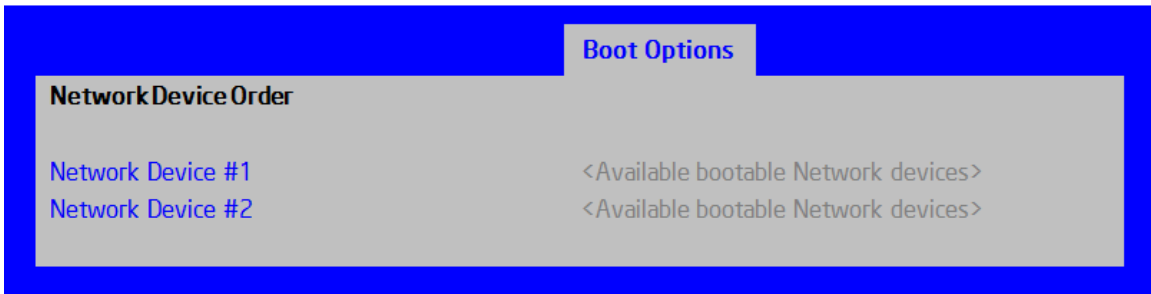 Boot Options
Network Device Order
Network Device #1 <Available bootable Network devices>
Network Device #2 <Available bootable Network devices>